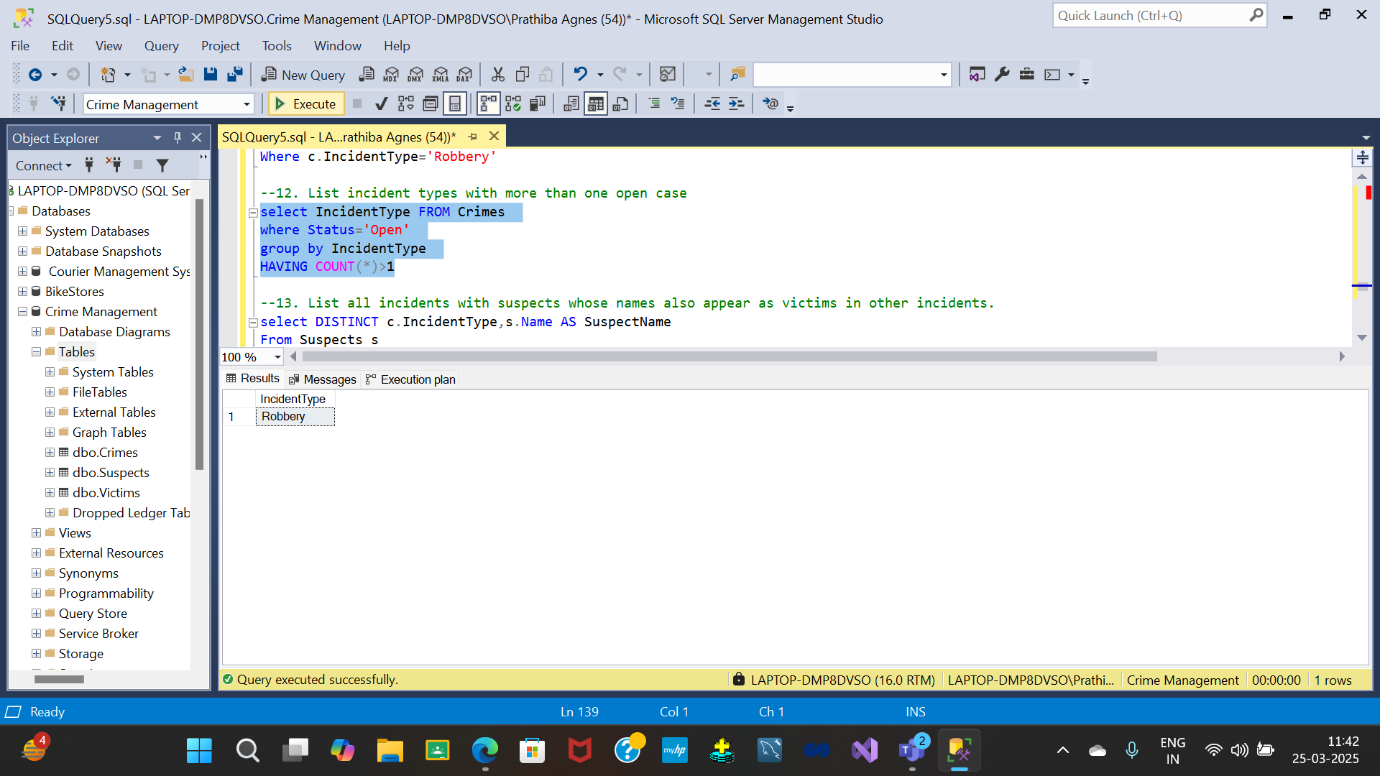 SQLQuery5.sql - LAPTOP-DMP8DVSO.Crime Management (LAPTOP-DMP8DVSO\Prathiba Agnes (54))* - Microsoft SQL Server Management Studio
Quick Launch (Ctrl+Q)
File Edit View Query Project Tools Window Help
New Query MDX DMX XMLA DAX
Crime Management Execute
Object Explorer
Connect
LAPTOP-DMP8DVSO (SQL Ser
Databases
System Databases
Database Snapshots
Courier Management Sys
BikeStores
Crime Management
Database Diagrams
Tables
System Tables
FileTables
External Tables
Graph Tables
dbo.Crimes
dbo.Suspects
dbo.Victims
Dropped Ledger Tab
Views
External Resources
Synonyms
Programmability
Query Store
Service Broker
Storage
SQLQuery5.sql - LA...rathiba Agnes (54))*
Where c.IncidentType='Robbery'
--12. List incident types with more than one open case
select IncidentType FROM Crimes
where Status='Open'
group by IncidentType
HAVING COUNT(*)>1
--13. List all incidents with suspects whose names also appear as victims in other incidents.
select DISTINCT c.IncidentType,s.Name AS SuspectName
From Suspects s
100 %
Results Messages Execution plan
IncidentType
1 Robbery
Query executed successfully. LAPTOP-DMP8DVSO (16.0 RTM) LAPTOP-DMP8DVSO\Prathi... Crime Management 00:00:00 1 rows
Ready Ln 139 Col 1 Ch 1 INS
4 myhp 2 ENG 11:42
IN 25-03-2025